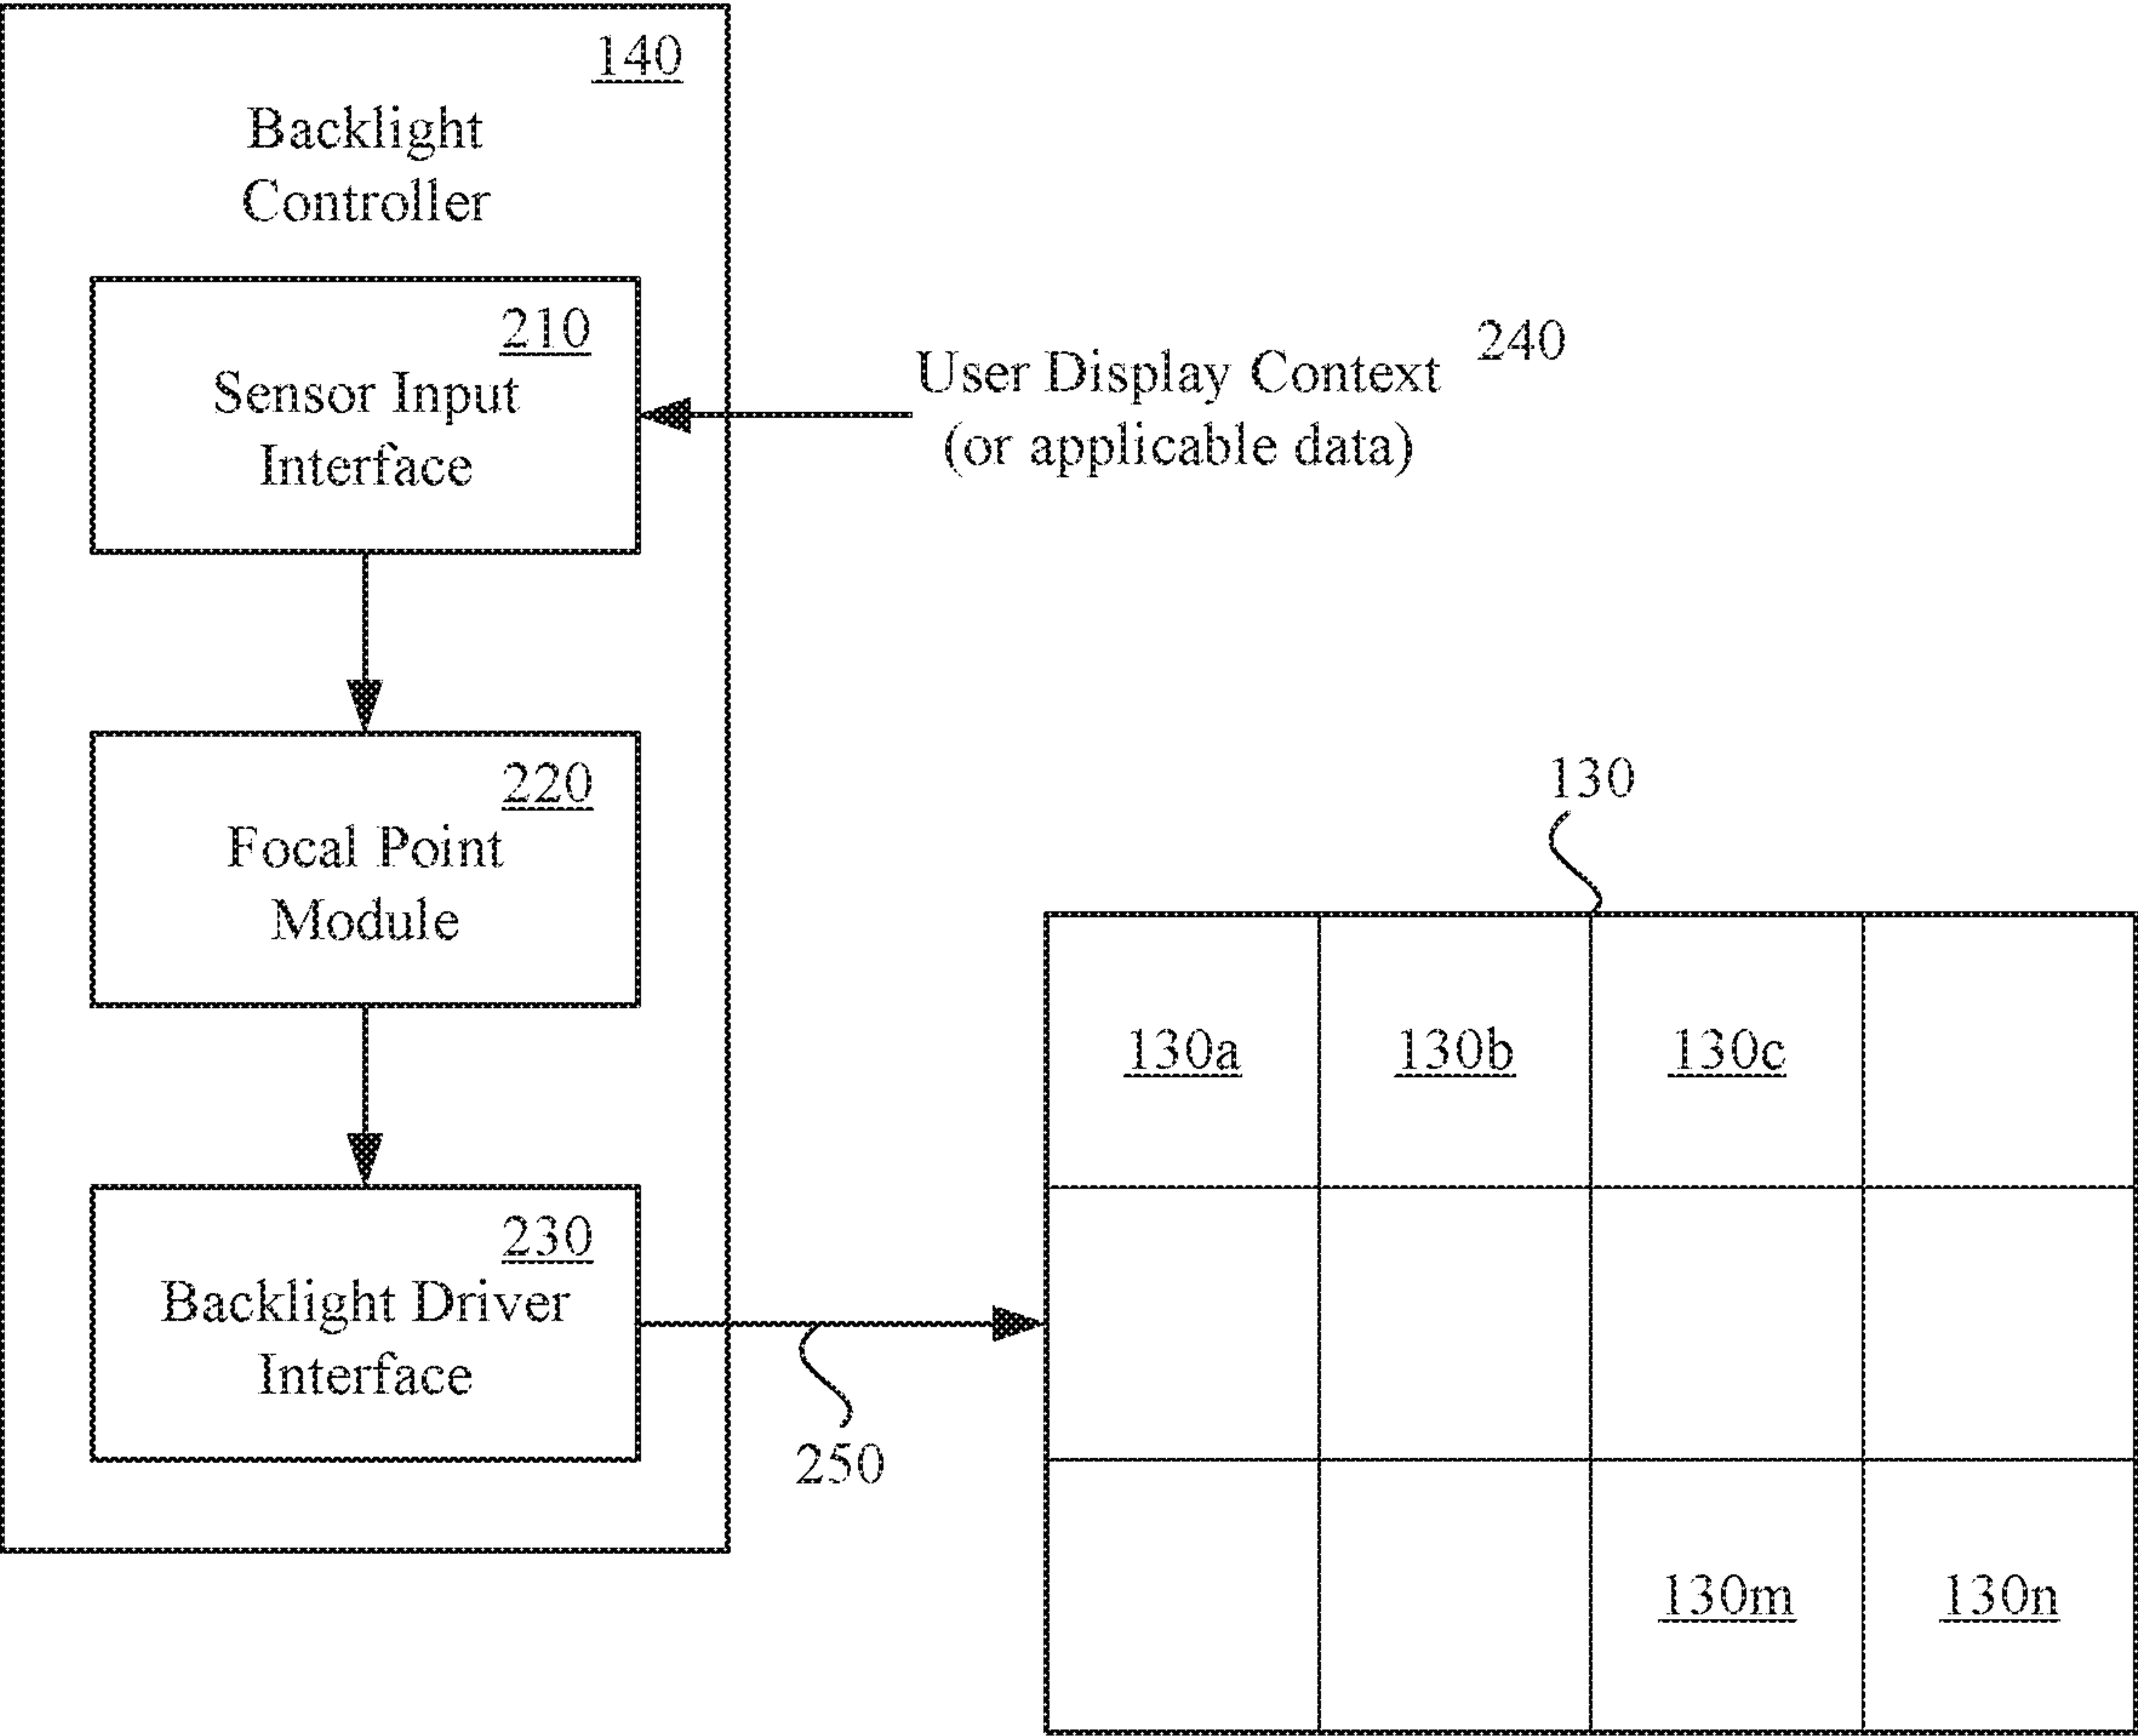 140
Backlight
Controller
210
Sensor Input
Interface
User Display Context 240
(or applicable data)
220
Focal Point
Module
230
Backlight Driver
Interface
250
130
130a 130b 130c
130m 130n